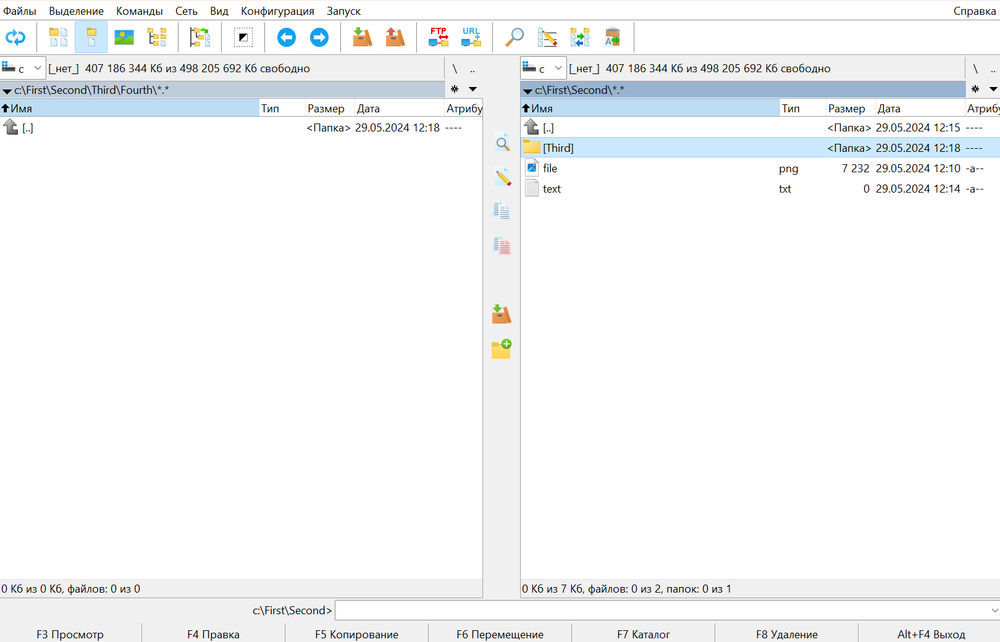 Файлы Выделение Команды Сеть Вид Конфигурация Запуск Справка
FTP URL
A
c [_нет_] 407 186 344 Кб из 498 205 692 Кб свободно \ ..
c:\First\Second\Third\Fourth\*.* *
Имя Тип Размер Дата Атрибу
[..] <Папка> 29.05.2024 12:18 ----
0 Кб из 0 Кб, файлов: 0 из 0
c [_нет_] 407 186 344 Кб из 498 205 692 Кб свободно \ ..
c:\First\Second\*.* *
Имя Тип Размер Дата Атрибу
[..] <Папка> 29.05.2024 12:15 ----
[Third] <Папка> 29.05.2024 12:18 ----
file png 7 232 29.05.2024 12:10 -a--
text txt 0 29.05.2024 12:14 -a--
0 Кб из 7 Кб, файлов: 0 из 2, папок: 0 из 1
c:\First\Second>
F3 Просмотр F4 Правка F5 Копирование F6 Перемещение F7 Каталог F8 Удаление Alt+F4 Выход